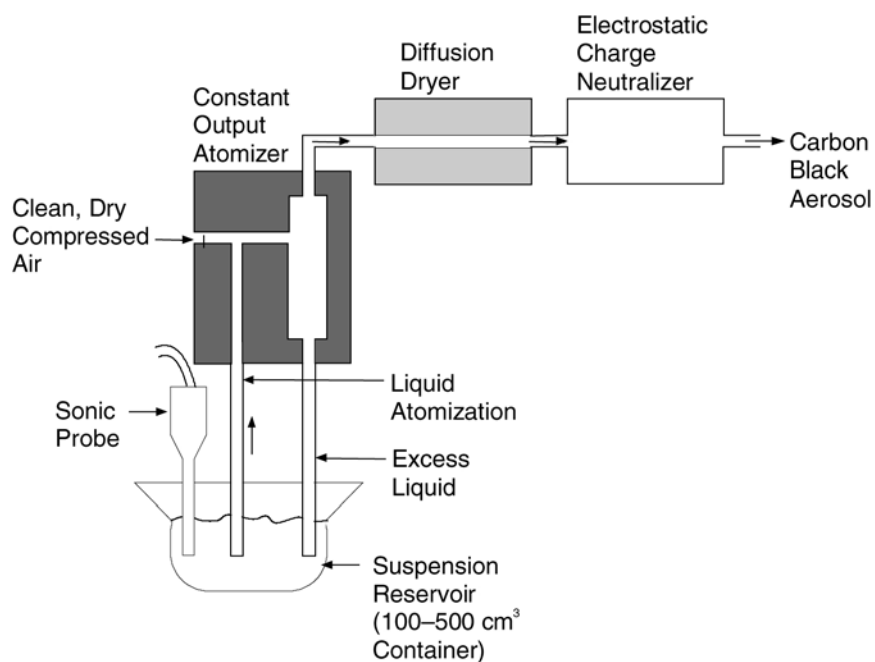 Electrostatic
Charge
Neutralizer
Diffusion
Dryer
Constant
Output
Atomizer
Carbon
Black
Aerosol
Clean, Dry
Compressed
Air
Liquid
Atomization
Sonic
Probe
Excess
Liquid
Suspension
Reservoir
(100–500 cm³
Container)